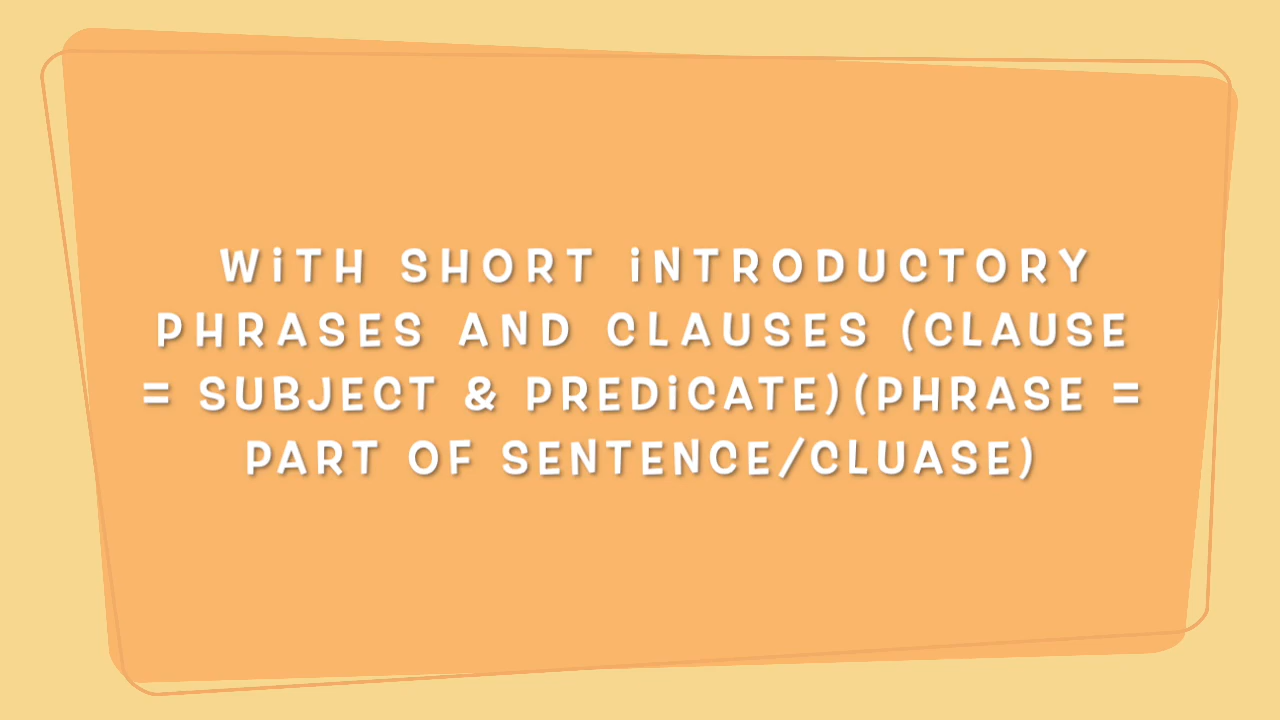 WiTH SHORT iNTRODUCTORY
PHRASES AND CLAUSES (CLAUSE
= SUBJECT & PREDiCATE)(PHRASE =
PART OF SENTENCE/CLUASE)